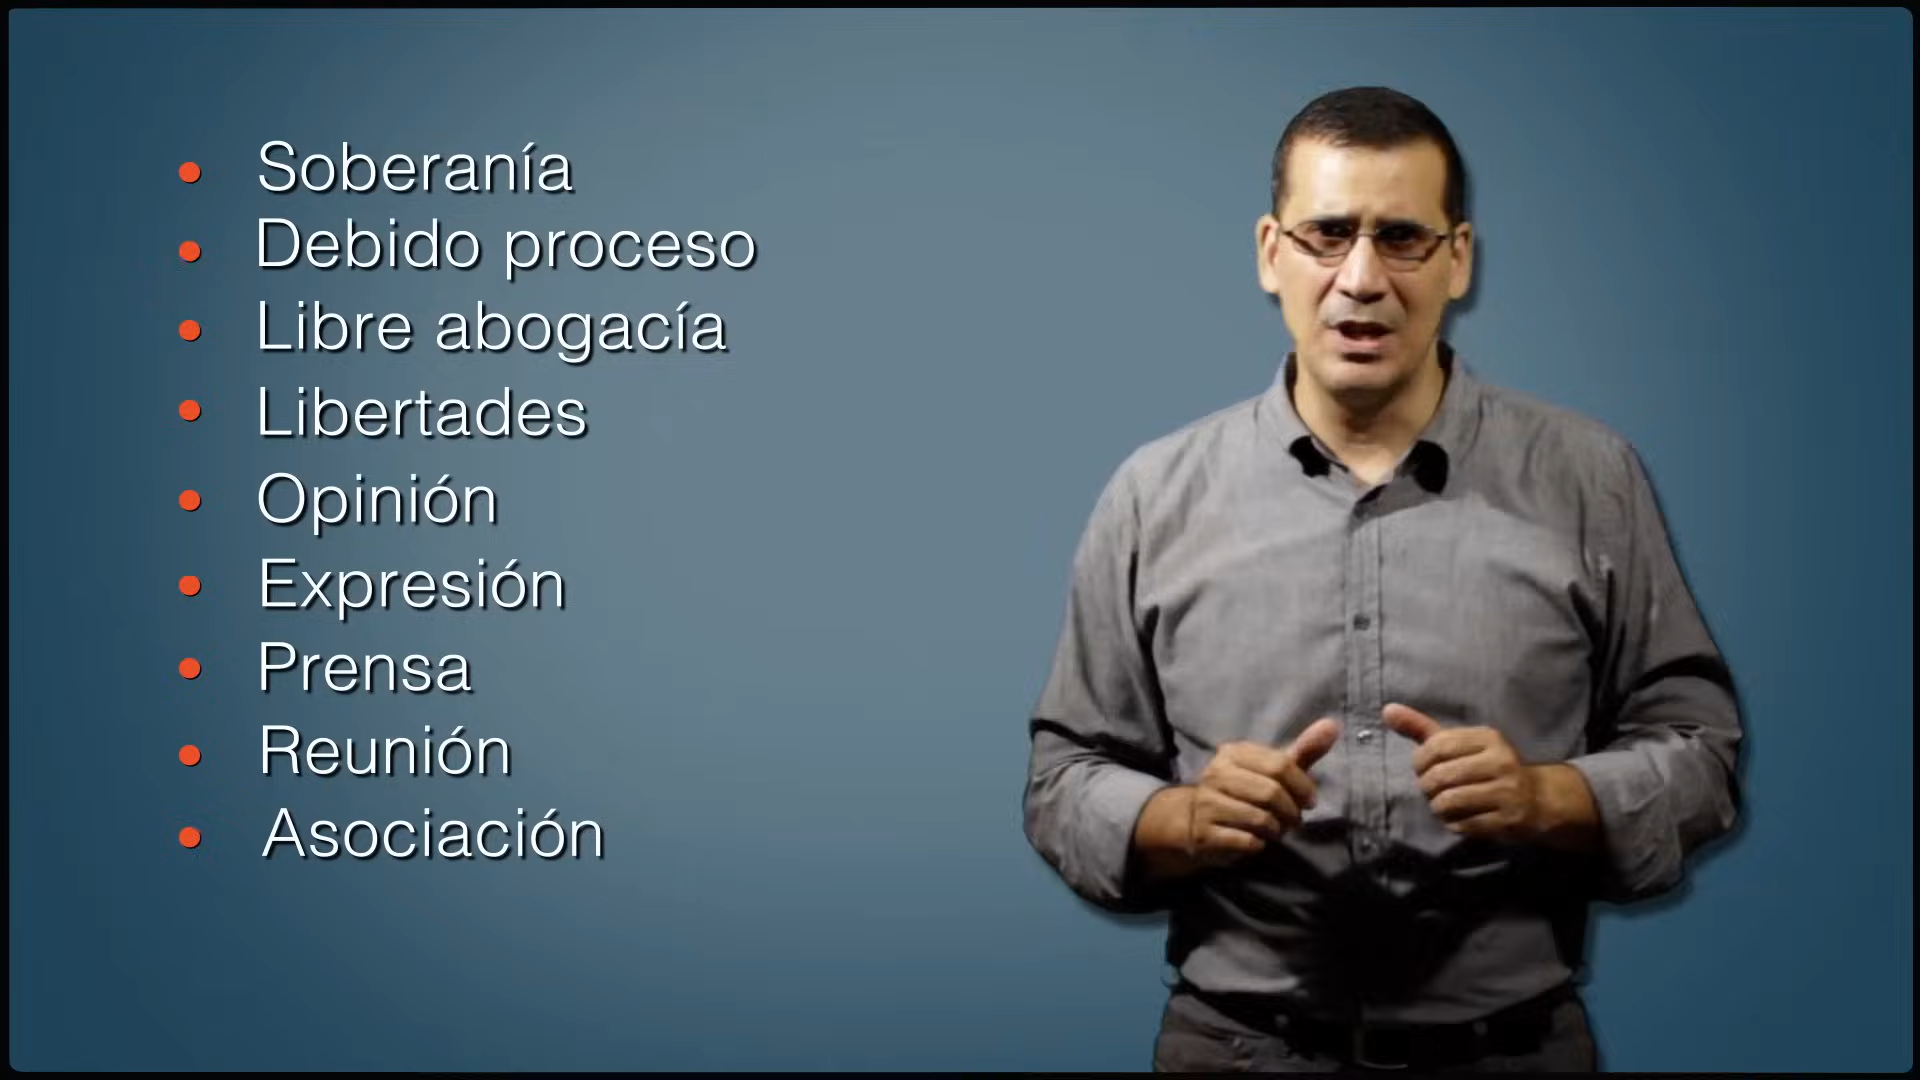 Soberanía
Debido proceso
Libre abogacía
Libertades
Opinión
Expresión
Prensa
Reunión
Asociación